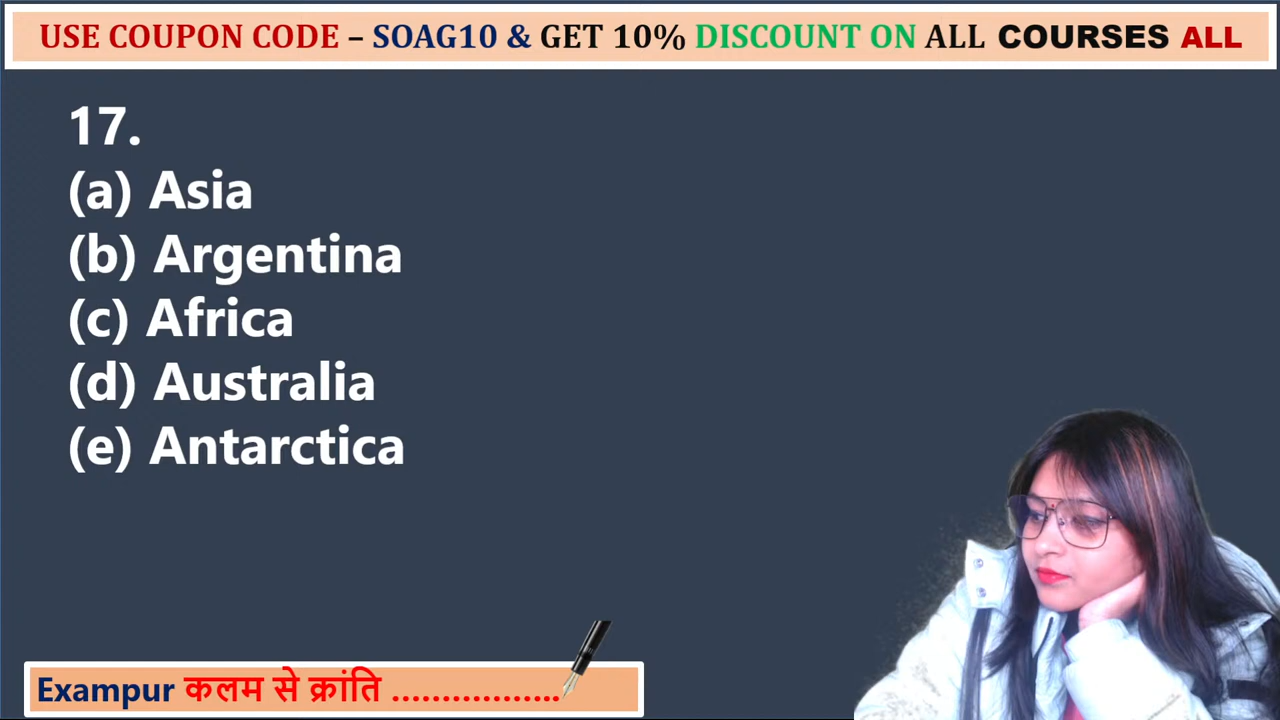 USE COUPON CODE – SOAG10 & GET 10% DISCOUNT ON ALL COURSES ALL
17.
(a) Asia
(b) Argentina
(c) Africa
(d) Australia
(e) Antarctica
Exampur कलम से क्रांति ……………..